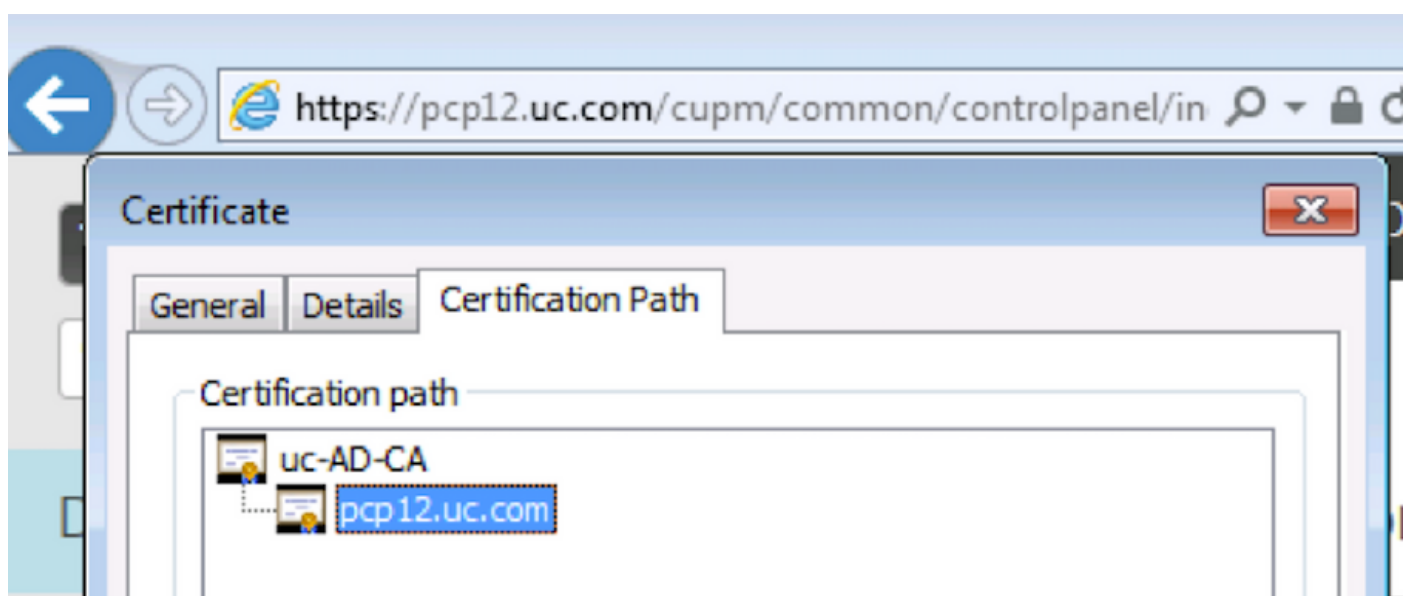 https://pcp12.uc.com/cupm/common/controlpanel/in
Certificate
General Details Certification Path
Certification path
uc-AD-CA
pcp12.uc.com